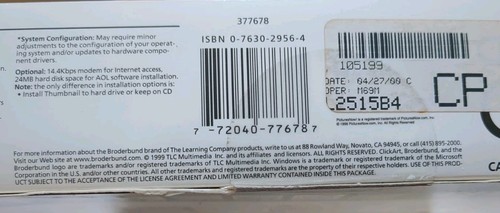 377678
*System Configuration: May require minor
adjustments to the configuration of your operat-
ing system and/or updates to hardware compo-
nent drivers.
Optional: 14.4Kbps modem for Internet access,
24MB hard disk space for AOL software installation.
Note: the only difference in installation options is:
• Install Thumbnail to hard drive or keep on CD
ISBN 0-7630-2956-4
7 72040-77678 7
105199
DATE: 04/27/00 C
OPER: M69M
L2515B4
CP
PictureNow! is a registered trademark of PictureNow!.com, Inc.
For more information about the Broderbund brand of The Learning Company products, write to us at 88 Rowland Way, Novato, CA 94945, or call (415) 895-2000.
Visit our Web site at www.broderbund.com. © 1999 TLC Multimedia Inc. and its affiliates and licensors. ALL RIGHTS RESERVED. ClickArt, Broderbund, and the
Broderbund logo are trademarks and/or registered trademarks of TLC Multimedia Inc. Windows is a trademark or registered trademark of the Microsoft
Corporation in the U.S. and/or other countries. All other trademarks and registered trademarks are the property of their respective holders. USE OF THIS PROD-
UCT SUBJECT TO THE ACCEPTANCE OF THE LICENSE AGREEMENT AND LIMITED WARRANTY CONTAINED INSIDE THIS PACKAGE.